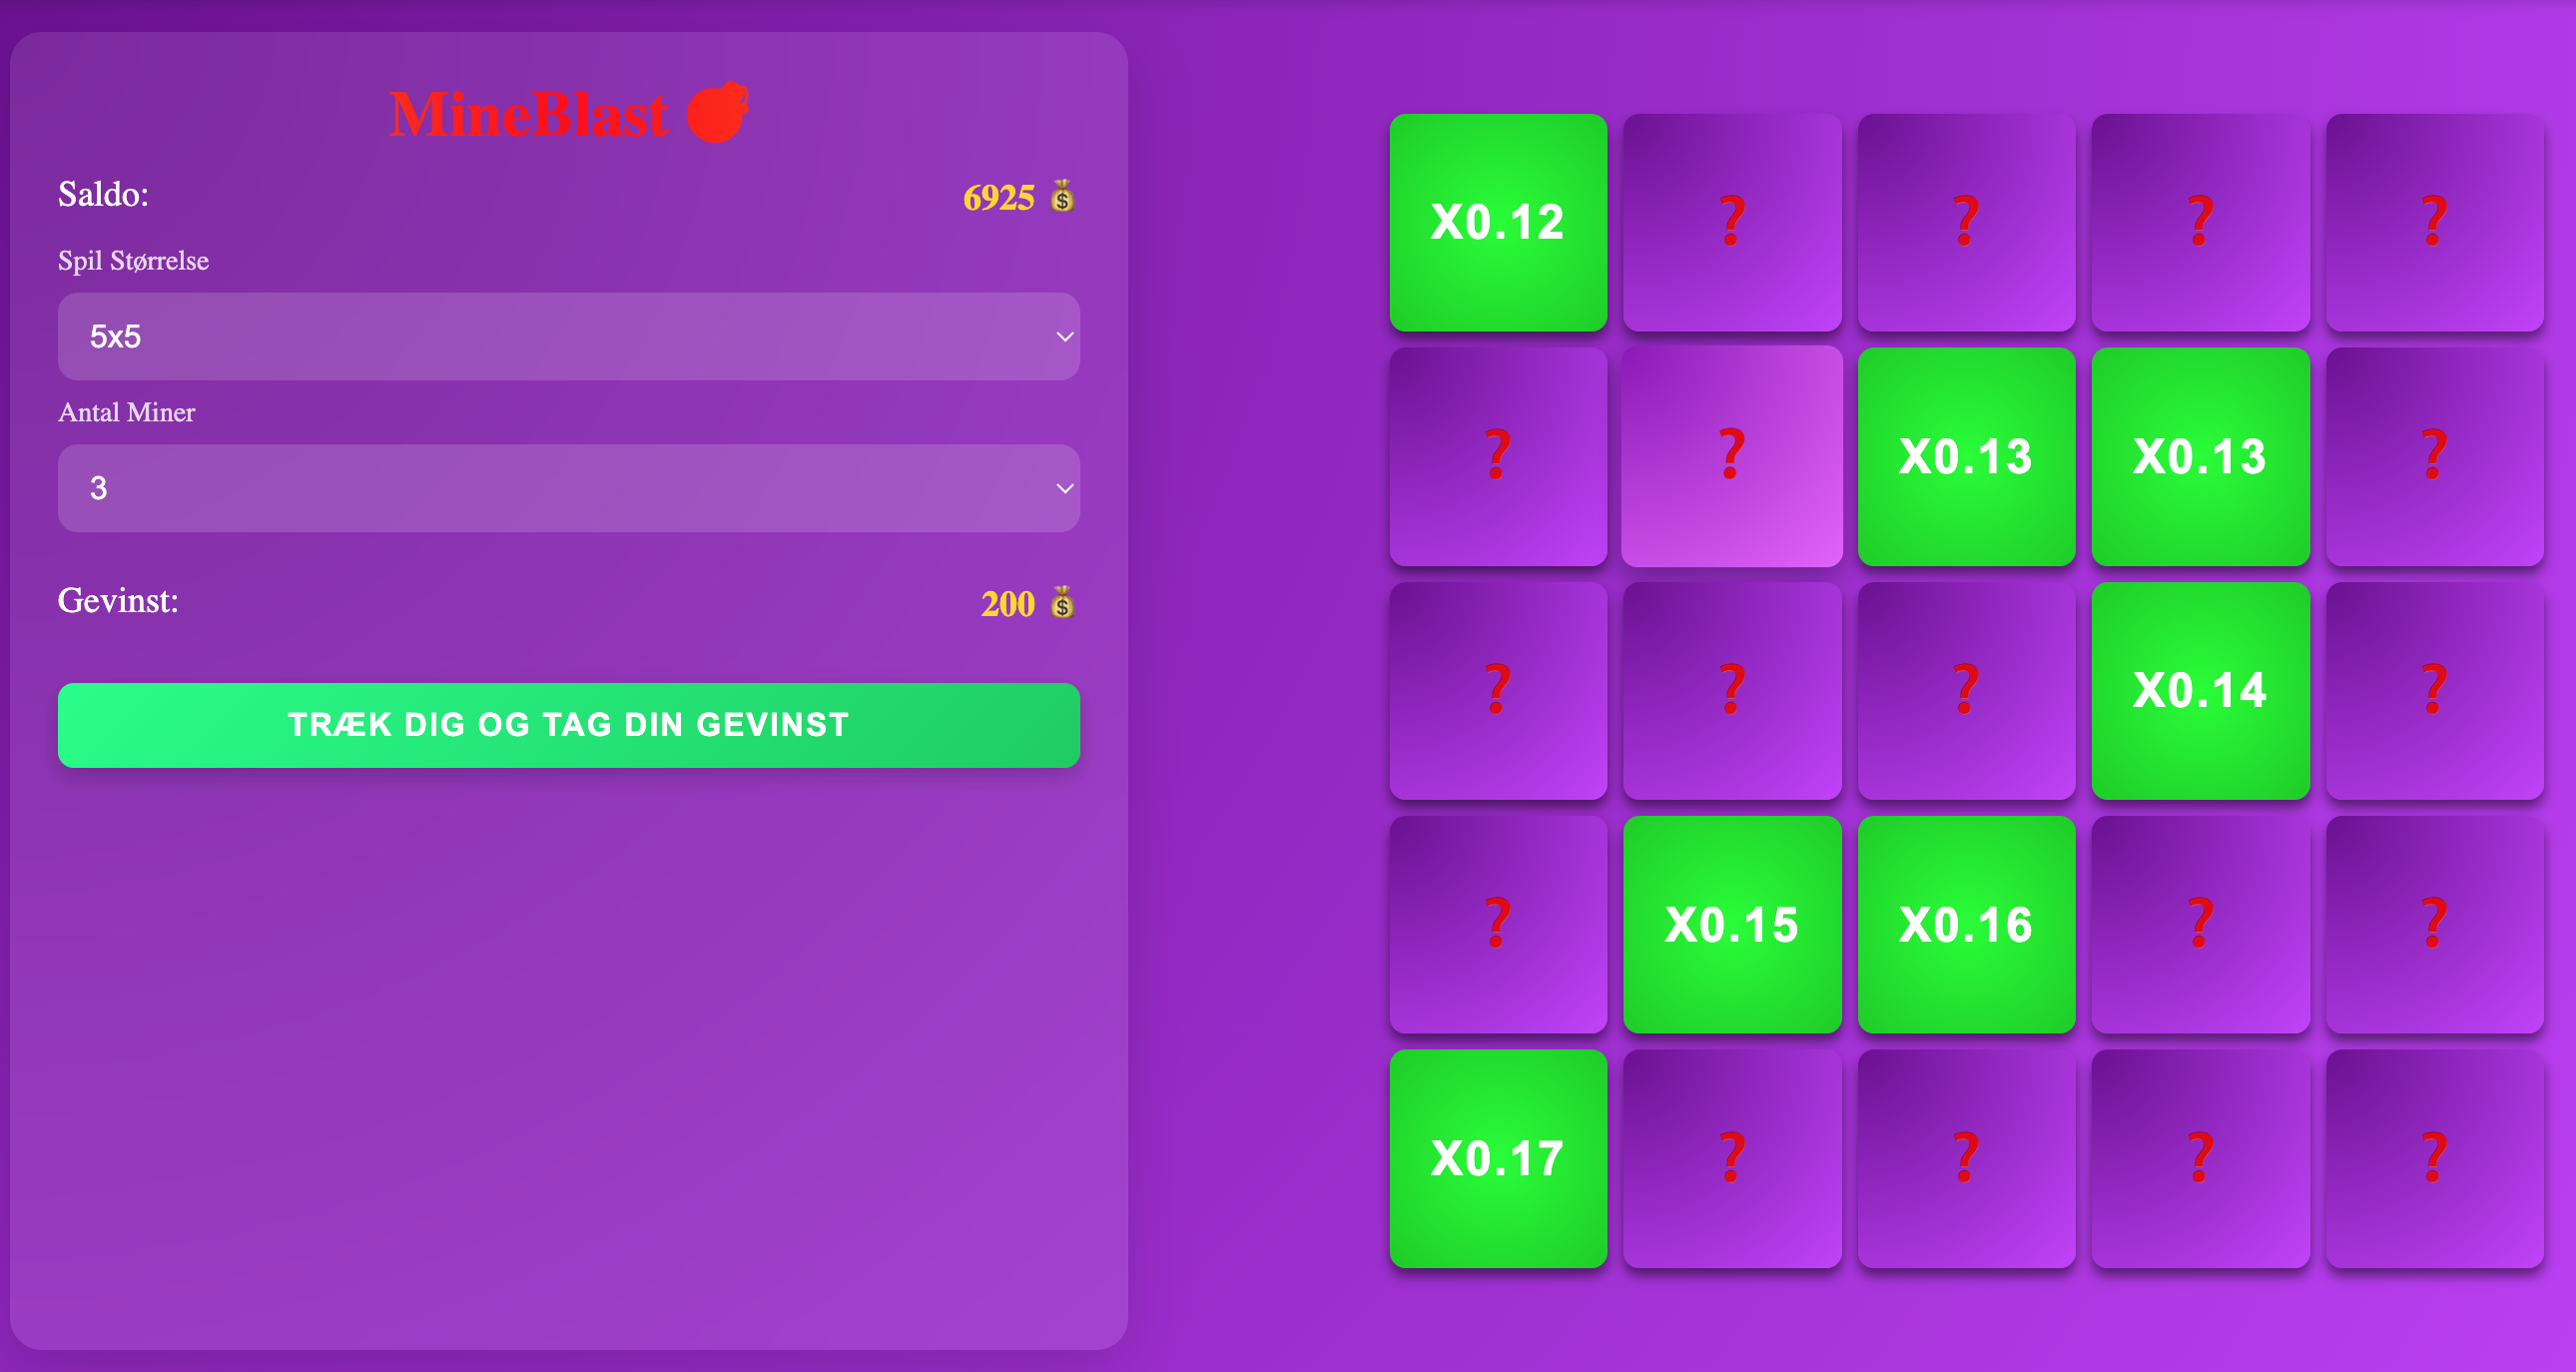 MineBlast 💣
Saldo: 6925 💰
Spil Størrelse
5x5
Antal Miner
3
Gevinst: 200 💰
TRÆK DIG OG TAG DIN GEVINST
X0.12 ? ? ? ?
? ? X0.13 X0.13 ?
? ? ? X0.14 ?
? X0.15 X0.16 ? ?
X0.17 ? ? ? ?